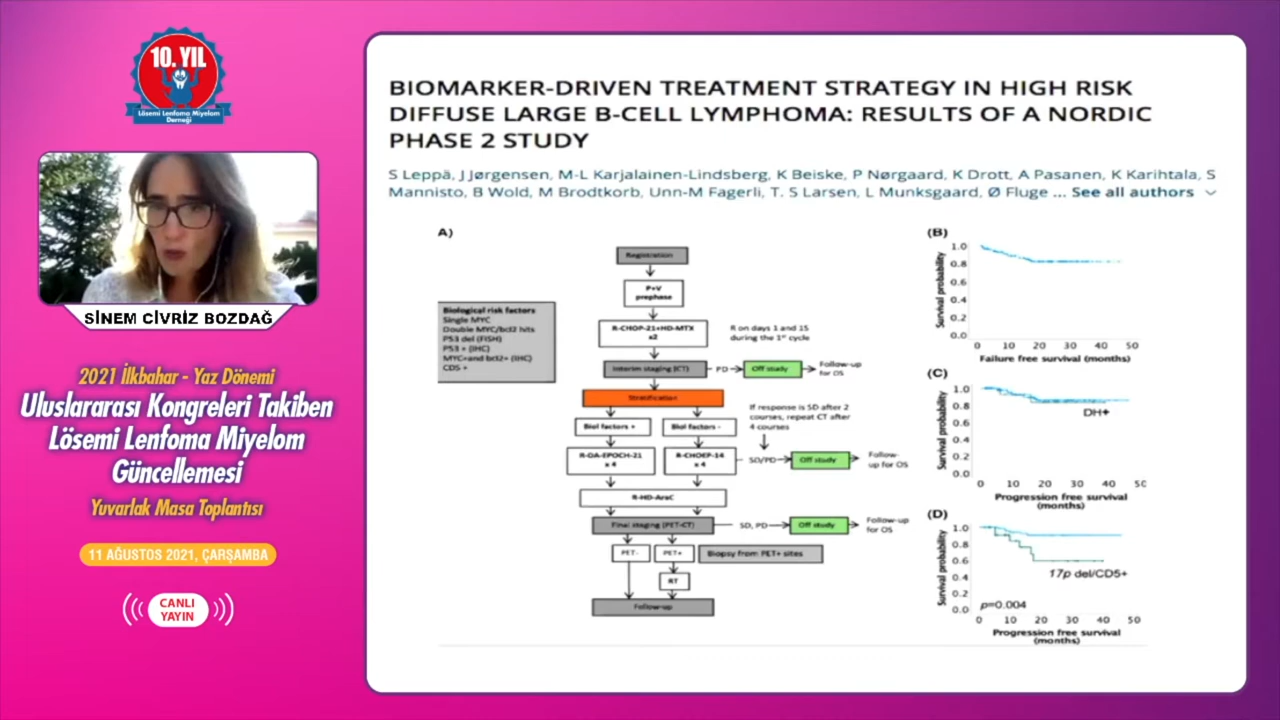 10. YIL
Lösemi Lenfoma Miyelom
Derneği
SİNEM CİVRİZ BOZDAĞ
2021 İlkbahar - Yaz Dönemi
Uluslararası Kongreleri Takiben
Lösemi Lenfoma Miyelom
Güncellemesi
Yuvarlak Masa Toplantısı
11 AĞUSTOS 2021, ÇARŞAMBA
CANLI
YAYIN
BIOMARKER-DRIVEN TREATMENT STRATEGY IN HIGH RISK
DIFFUSE LARGE B-CELL LYMPHOMA: RESULTS OF A NORDIC
PHASE 2 STUDY
S Leppä, J Jørgensen, M-L Karjalainen-Lindsberg, K Beiske, P Nørgaard, K Drott, A Pasanen, K Karihtala, S
Mannisto, B Wold, M Brodtkorb, Unn-M Fagerli, T. S Larsen, L Munksgaard, Ø Fluge ... See all authors
A)
Registration
P+V
prephase
Biological risk factors
Single MYC
Double MYC/bcl2 hits
P53 del (FISH)
P53 + (IHC)
MYC+and bcl2+ (IHC)
CD5 +
R-CHOP-21+HD-MTX
x2
R on days 1 and 15
during the 1st cycle
Interim staging (CT)
PD
Off study
Follow-up
for OS
Stratification
Biol factors +
Biol factors -
If response is SD after 2
courses, repeat CT after
4 courses
R-DA-EPOCH-21
x 4
R-CHOEP-14
x 4
SD/PD
Off study
Follow-
up for OS
R-HD-AraC
Final staging (PET-CT)
SD, PD
Off study
Follow-up
for OS
PET-
PET+
Biopsy from PET+ sites
RT
Follow-up
(B)
Survival probability
1.0
0.8
0.6
0.4
0.2
0.0
10 20 30 40 50
Failure free survival (months)
(C)
Survival probability
1.0
0.8
0.6
0.4
0.2
0.0
DH+
0 10 20 30 40 50
Progression free survival
(months)
(D)
Survival probability
1.0
0.8
0.6
0.4
0.2
0.0
17p del/CD5+
p=0.004
0 10 20 30 40 50
Progression free survival
(months)